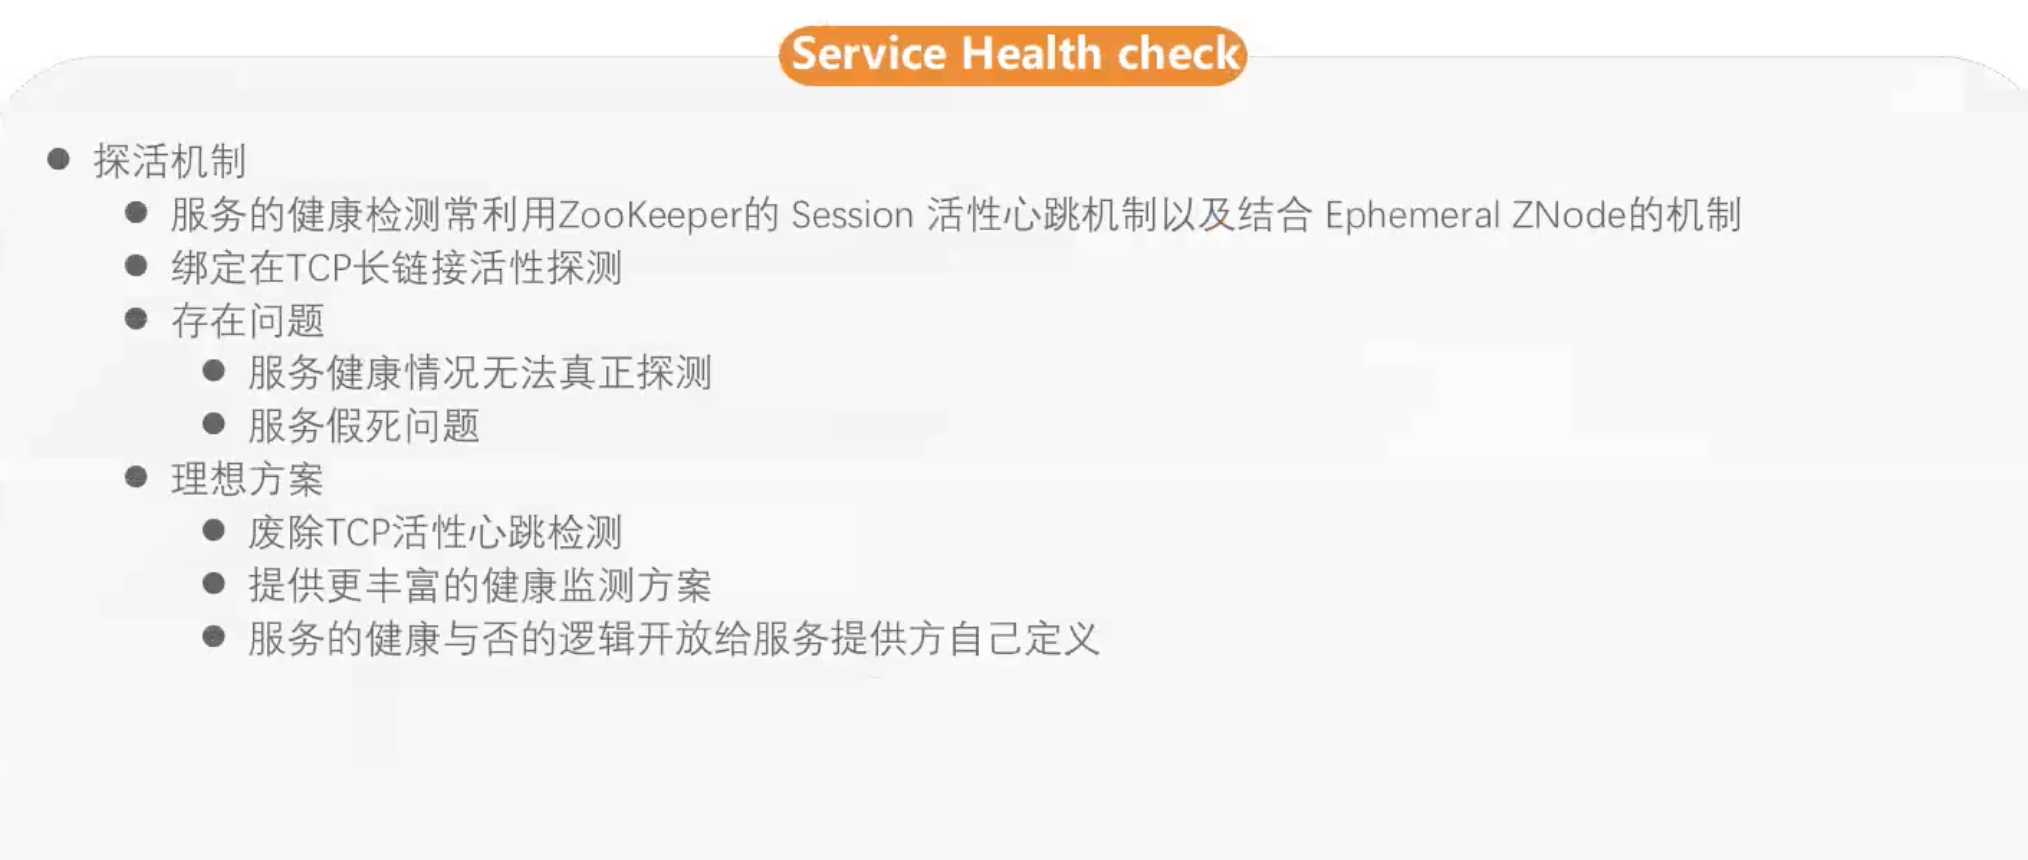 Service Health check
探活机制
服务的健康检测常利用ZooKeeper的 Session 活性心跳机制以及结合 Ephemeral ZNode的机制
绑定在TCP长链接活性探测
存在问题
服务健康情况无法真正探测
服务假死问题
理想方案
废除TCP活性心跳检测
提供更丰富的健康监测方案
服务的健康与否的逻辑开放给服务提供方自己定义